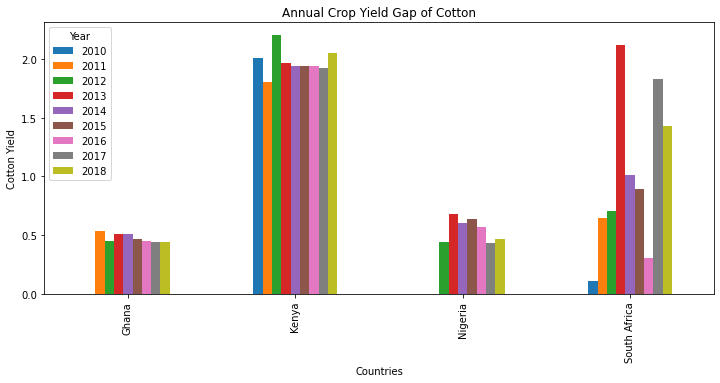 Annual Crop Yield Gap of Cotton
Year
2010
2011
2012
2013
2014
2015
2016
2017
2018
Cotton Yield
2.0
1.5
1.0
0.5
0.0
Ghana
Kenya
Nigeria
South Africa
Countries